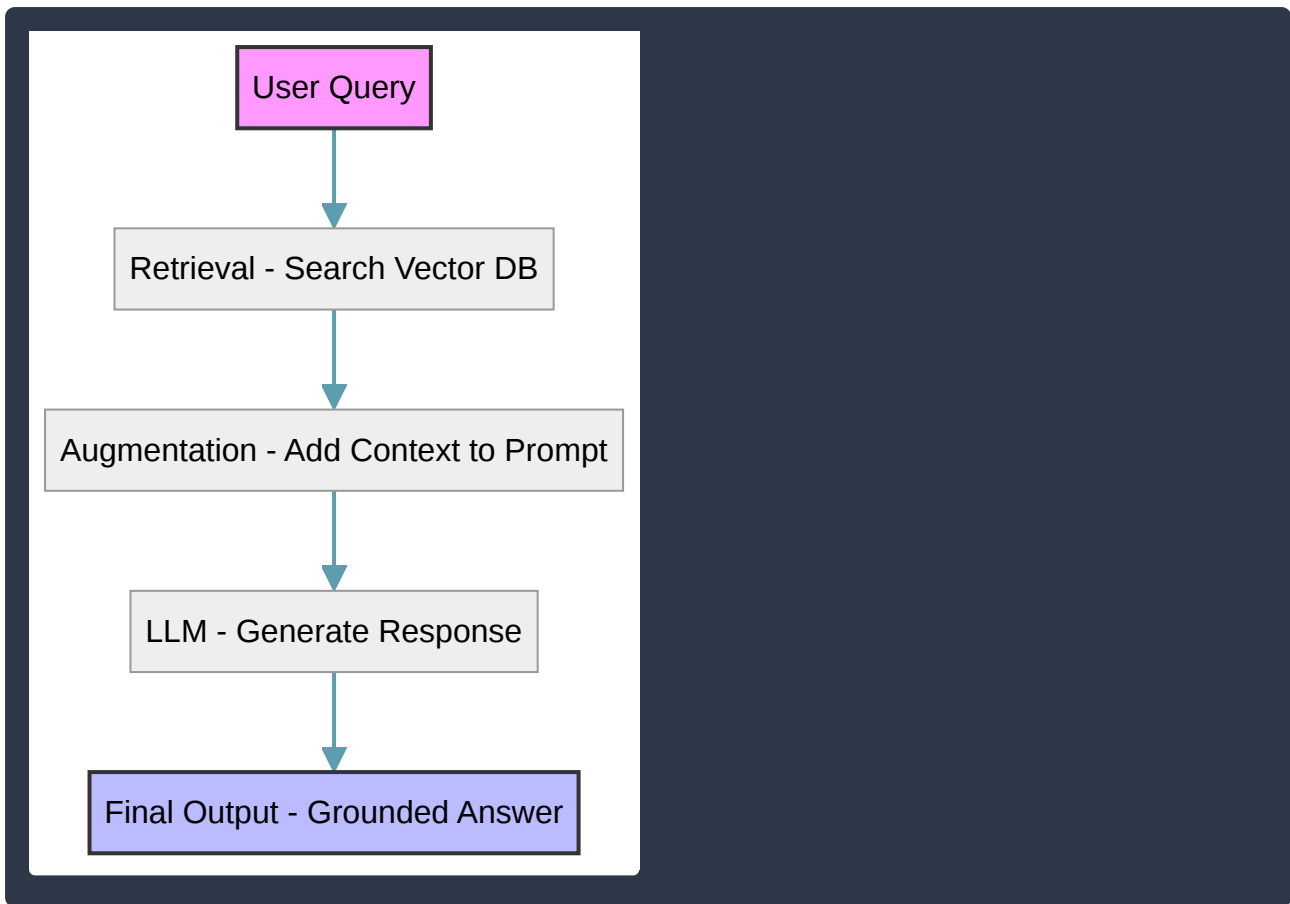 User Query
Retrieval - Search Vector DB
Augmentation - Add Context to Prompt
LLM - Generate Response
Final Output - Grounded Answer